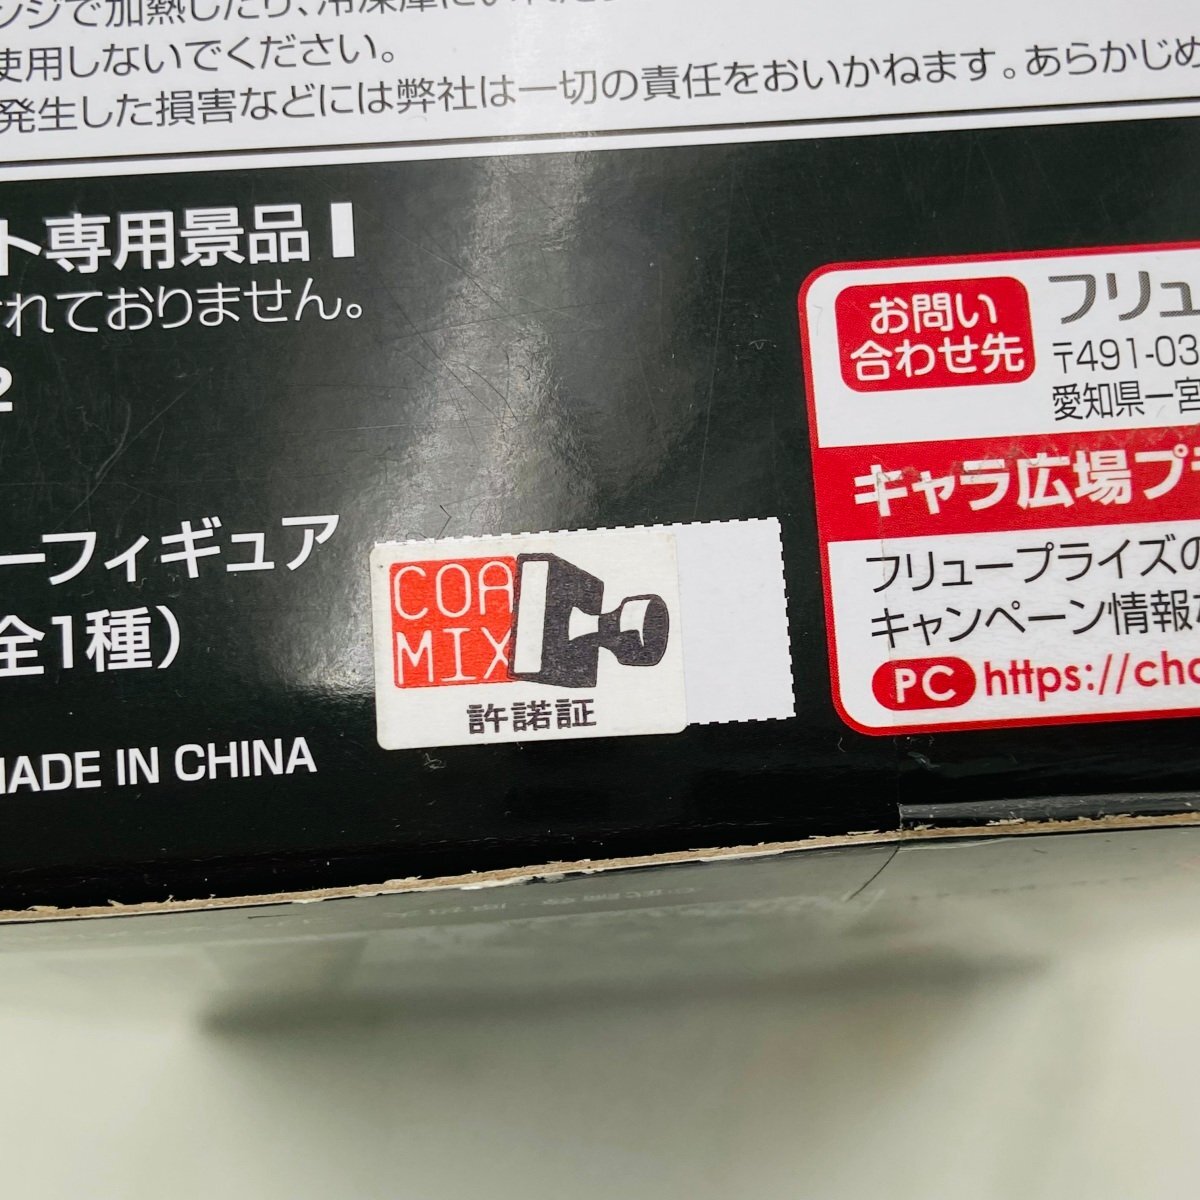 ンジで加熱したり、冷凍庫にいれた
使用しないでください。
発生した損害などには弊社は一切の責任をおいかねます。あらかじめ
ト専用景品
れておりません。
2
ーフィギュア
全1種)
MADE IN CHINA
COA
MIX
許諾証
お問い
合わせ先
フリュ
〒491-03
愛知県一宮
キャラ広場プラ
フリュープライズの
キャンペーン情報
PC https://cha